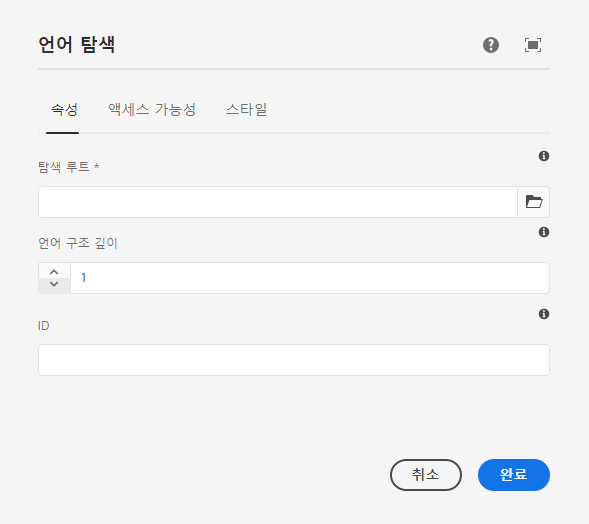 언어 탐색
속성 액세스 가능성 스타일
탐색 루트 *
언어 구조 깊이
1
ID
취소 완료